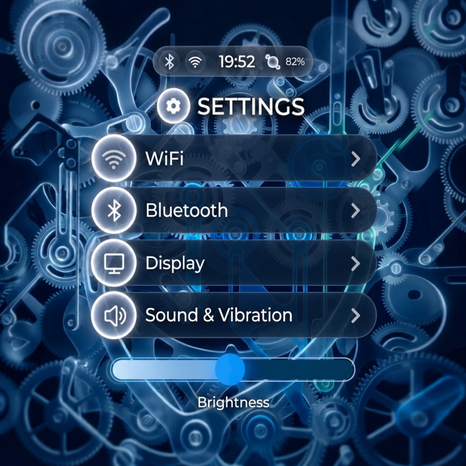 19:52 82%
SETTINGS
WiFi
Bluetooth
Display
Sound & Vibration
Brightness